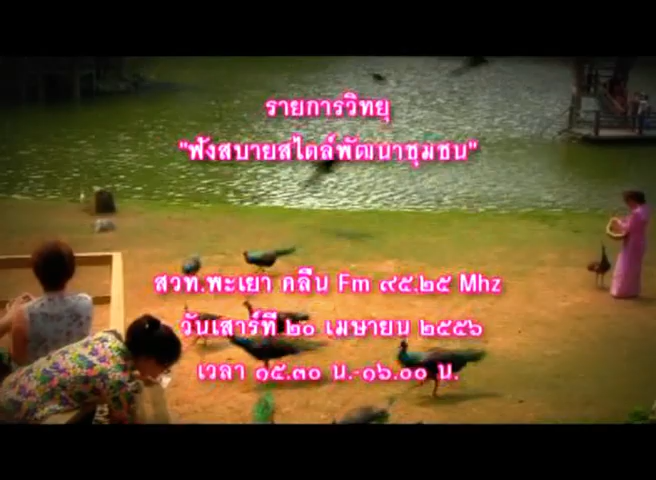 รายการวิทยุ
"ฟังสบายสไตล์พัฒนาชุมชน"
สวท.พะเยา คลื่น Fm ๙๕.๒๕ Mhz
วันเสาร์ที่ ๒๐ เมษายน ๒๕๕๖
เวลา ๑๕.๓๐ น.-๑๖.๐๐ น.